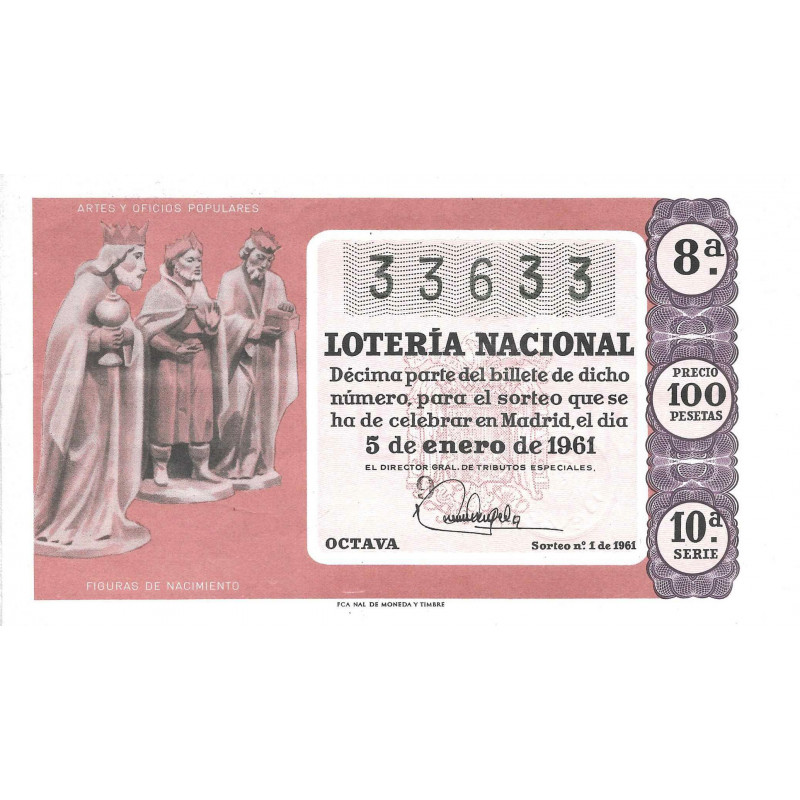 ARTES Y OFICIOS POPULARES
33633
LOTERÍA NACIONAL
Décima parte del billete de dicho
número, para el sorteo que se
ha de celebrar en Madrid, el día
5 de enero de 1961
EL DIRECTOR GRAL. DE TRIBUTOS ESPECIALES,
OCTAVA
Sorteo nº. 1 de 1961
8ª.
PRECIO
100
PESETAS
10ª.
SERIE
FIGURAS DE NACIMIENTO
FCA NAL DE MONEDA Y TIMBRE